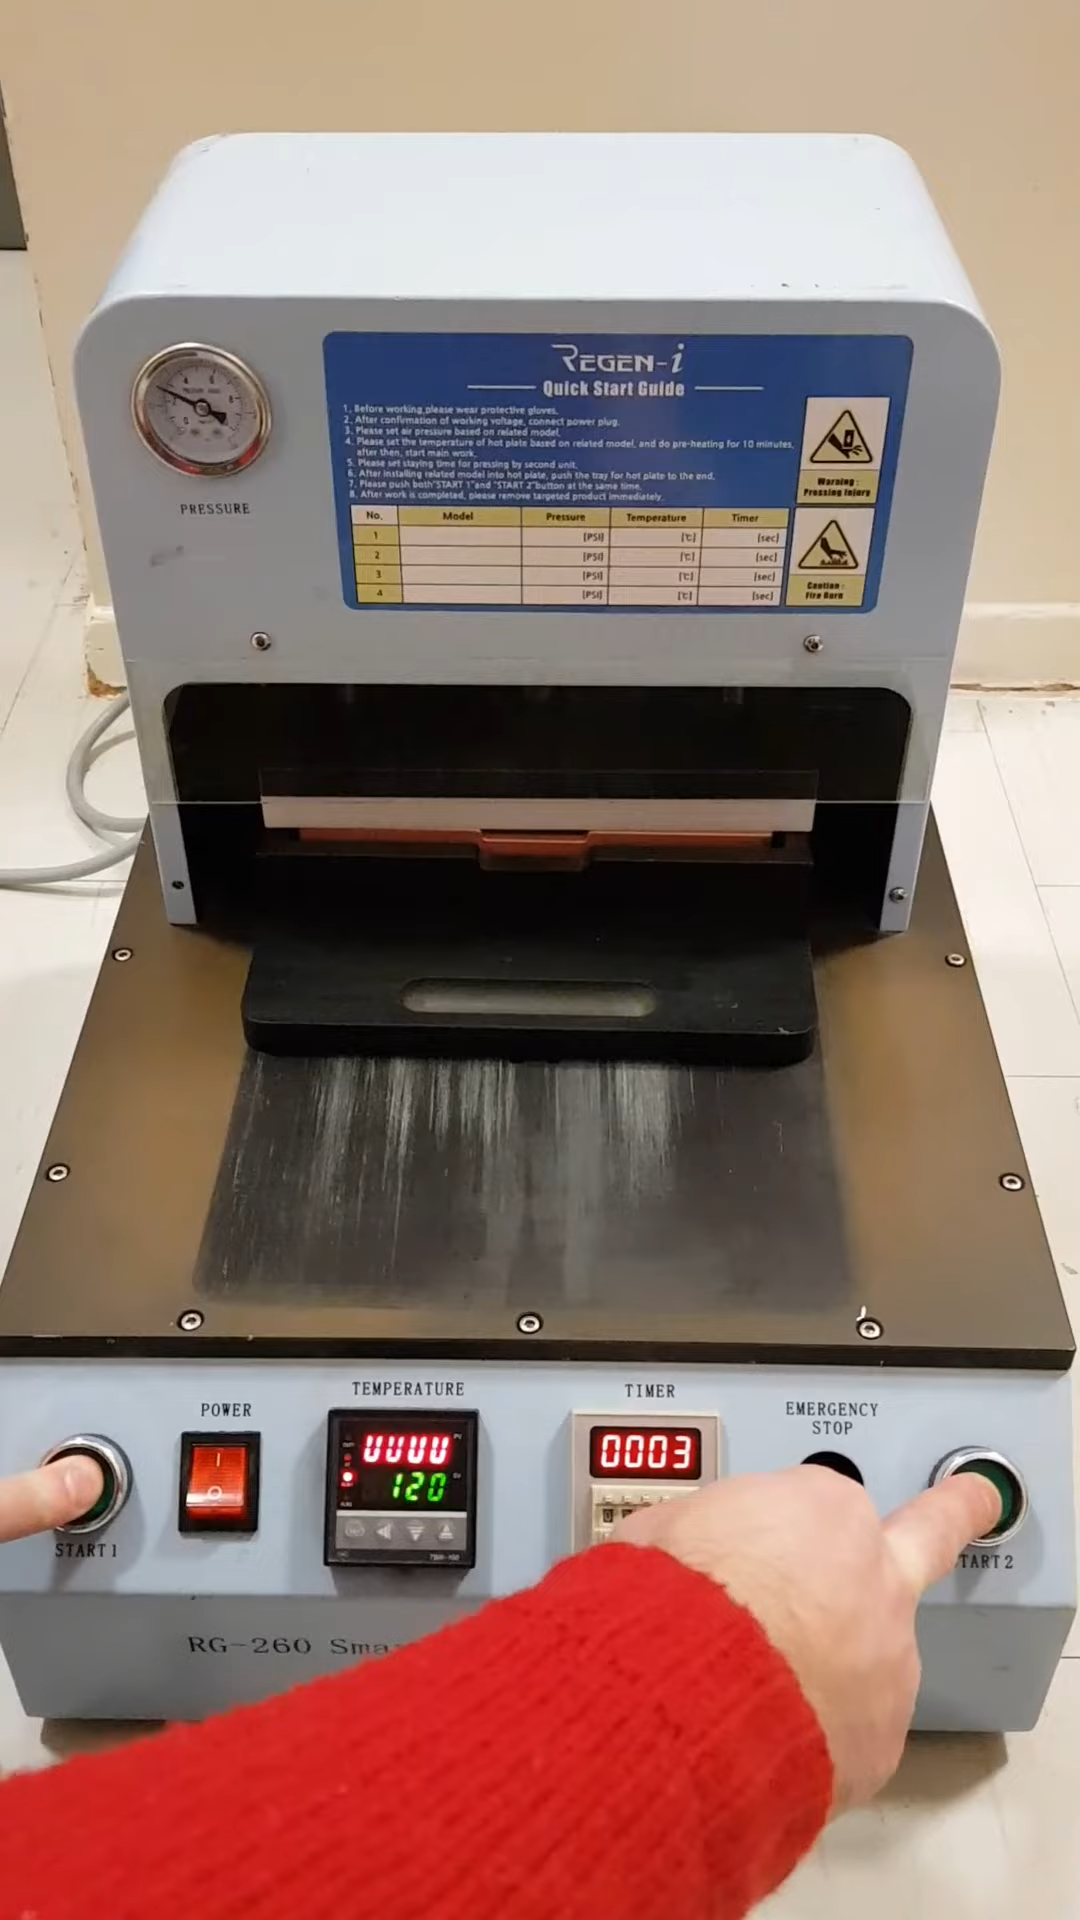 REGEN-i
Quick Start Guide
1. Before working,please wear protective gloves.
2. After confirmation of working voltage, connect power plug.
3. Please set air pressure based on related model.
4. Please set the temperature of hot plate based on related model, and do pre-heating for 10 minutes,
after then, start main work.
5. Please set staying time for pressing by second unit.
6. After installing related model into hot plate, push the tray for hot plate to the end.
7. Please push both"START 1"and "START 2"button at the same time.
8. After work is completed, please remove targeted product immediately.
Warning :
Pressing Injury
No. Model Pressure Temperature Timer
1 [PSI] [℃] [sec]
2 [PSI] [℃] [sec]
3 [PSI] [℃] [sec]
4 [PSI] [℃] [sec]
Caution :
Fire Burn
PRESSURE
TEMPERATURE
TIMER
POWER
EMERGENCY
STOP
0003
120
START1
START2
RG-260